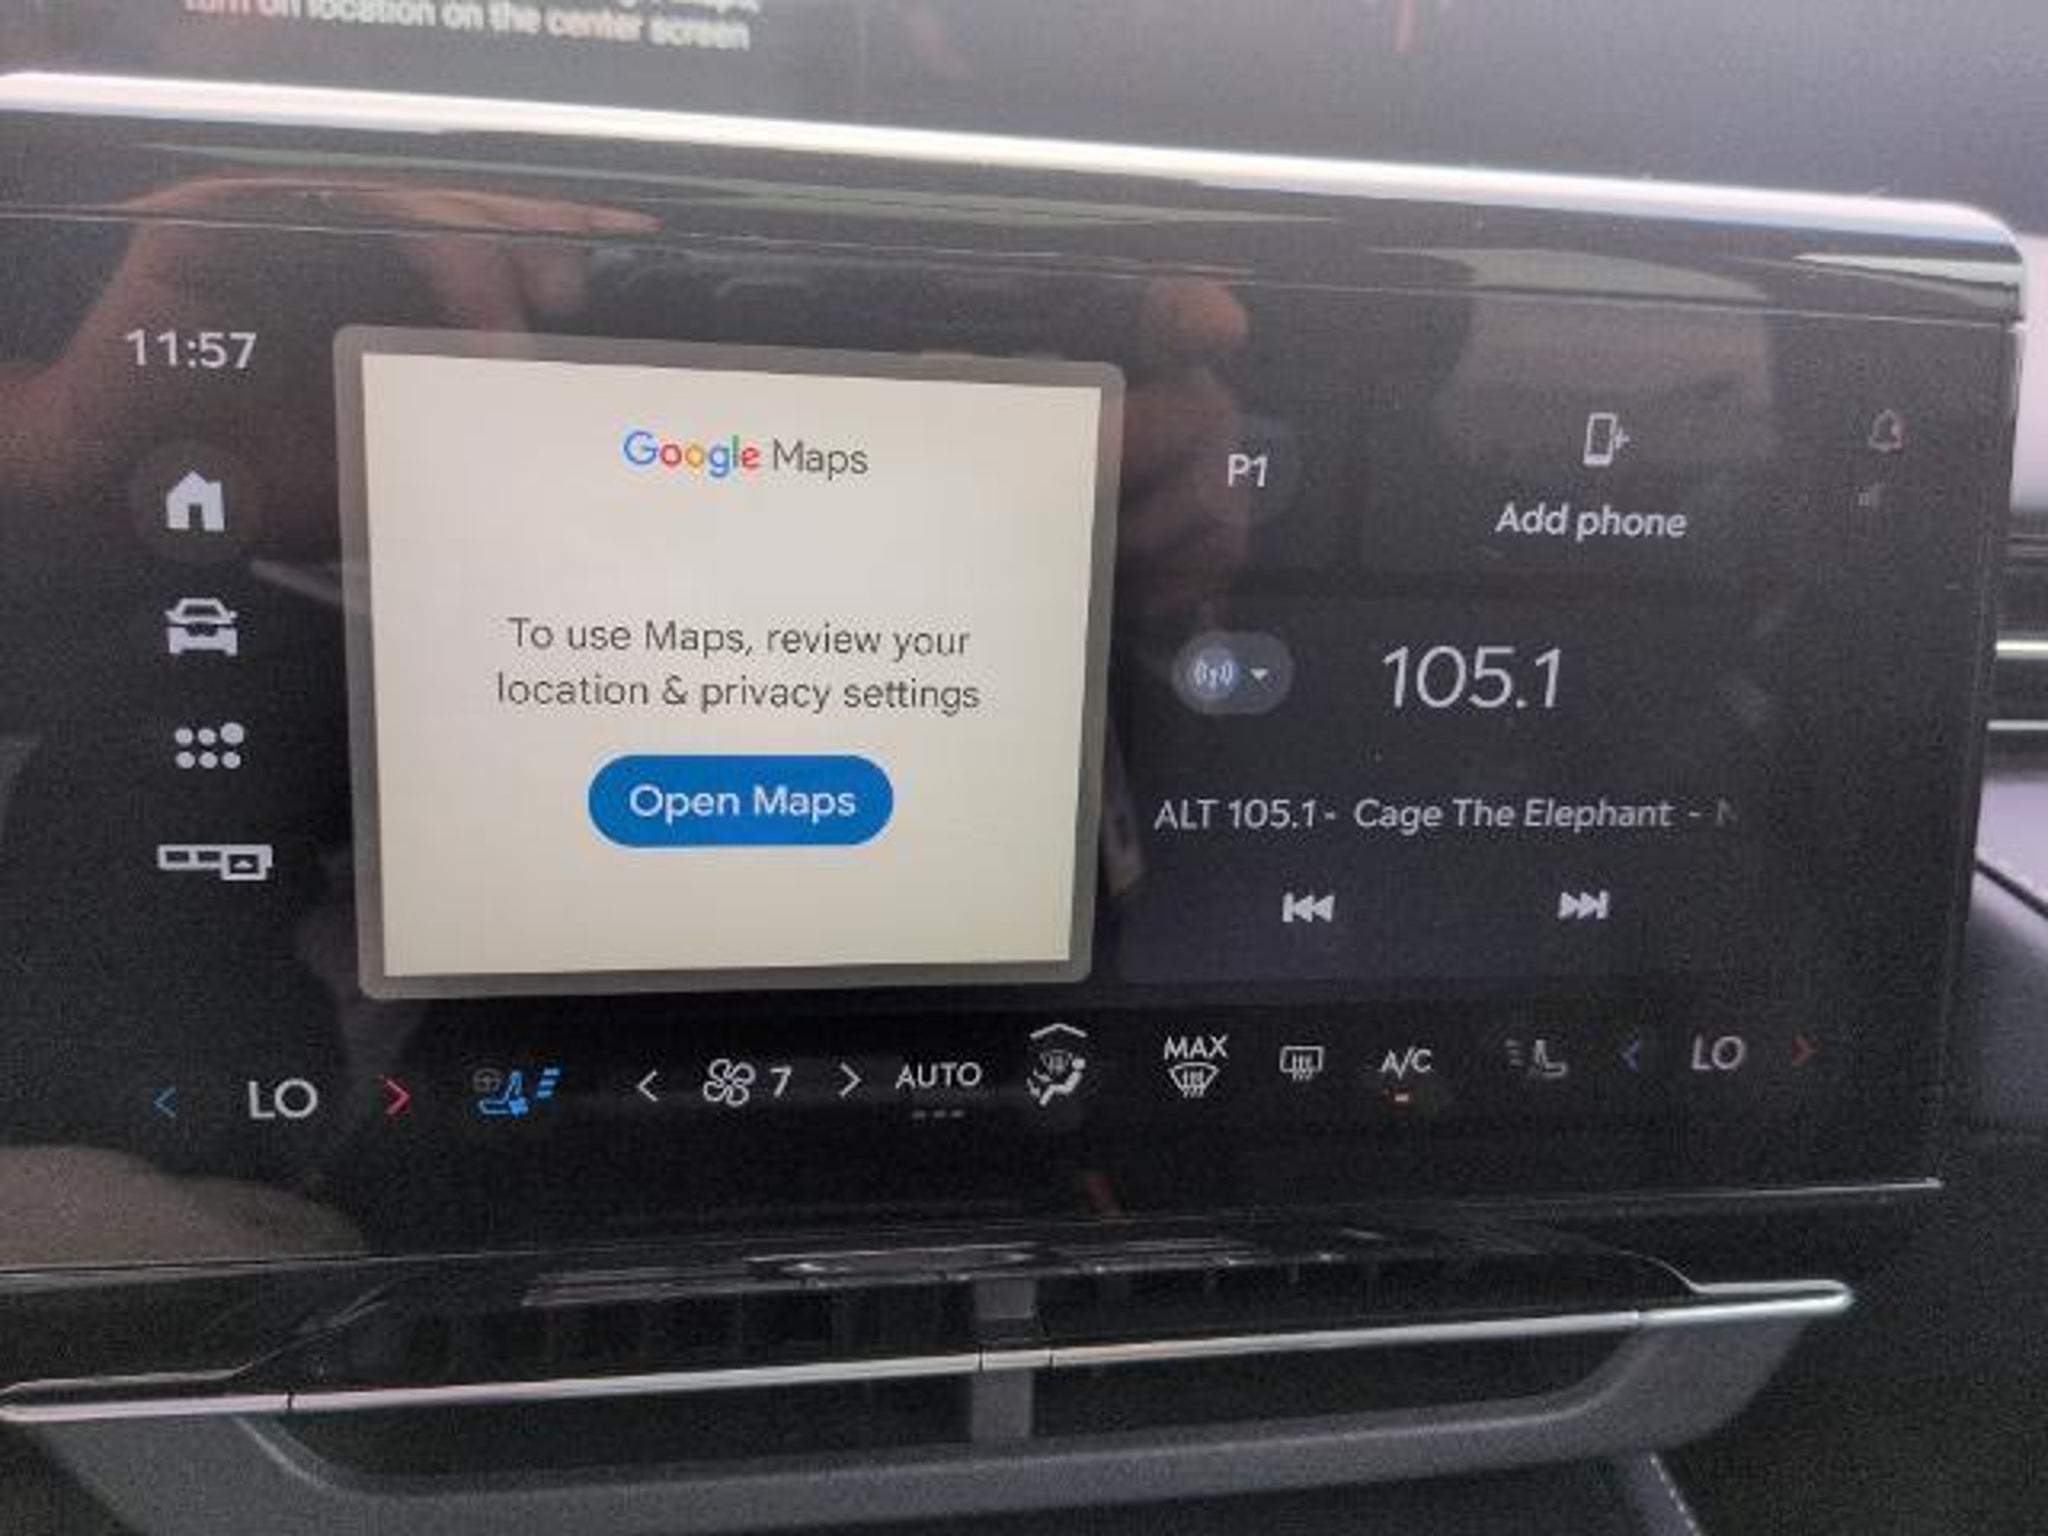 turn on location on the center screen
11:57
Google Maps
To use Maps, review your
location & privacy settings
Open Maps
P1
Add phone
105.1
ALT 105.1- Cage The Elephant -
LO
7
AUTO
MAX
A/C
LO